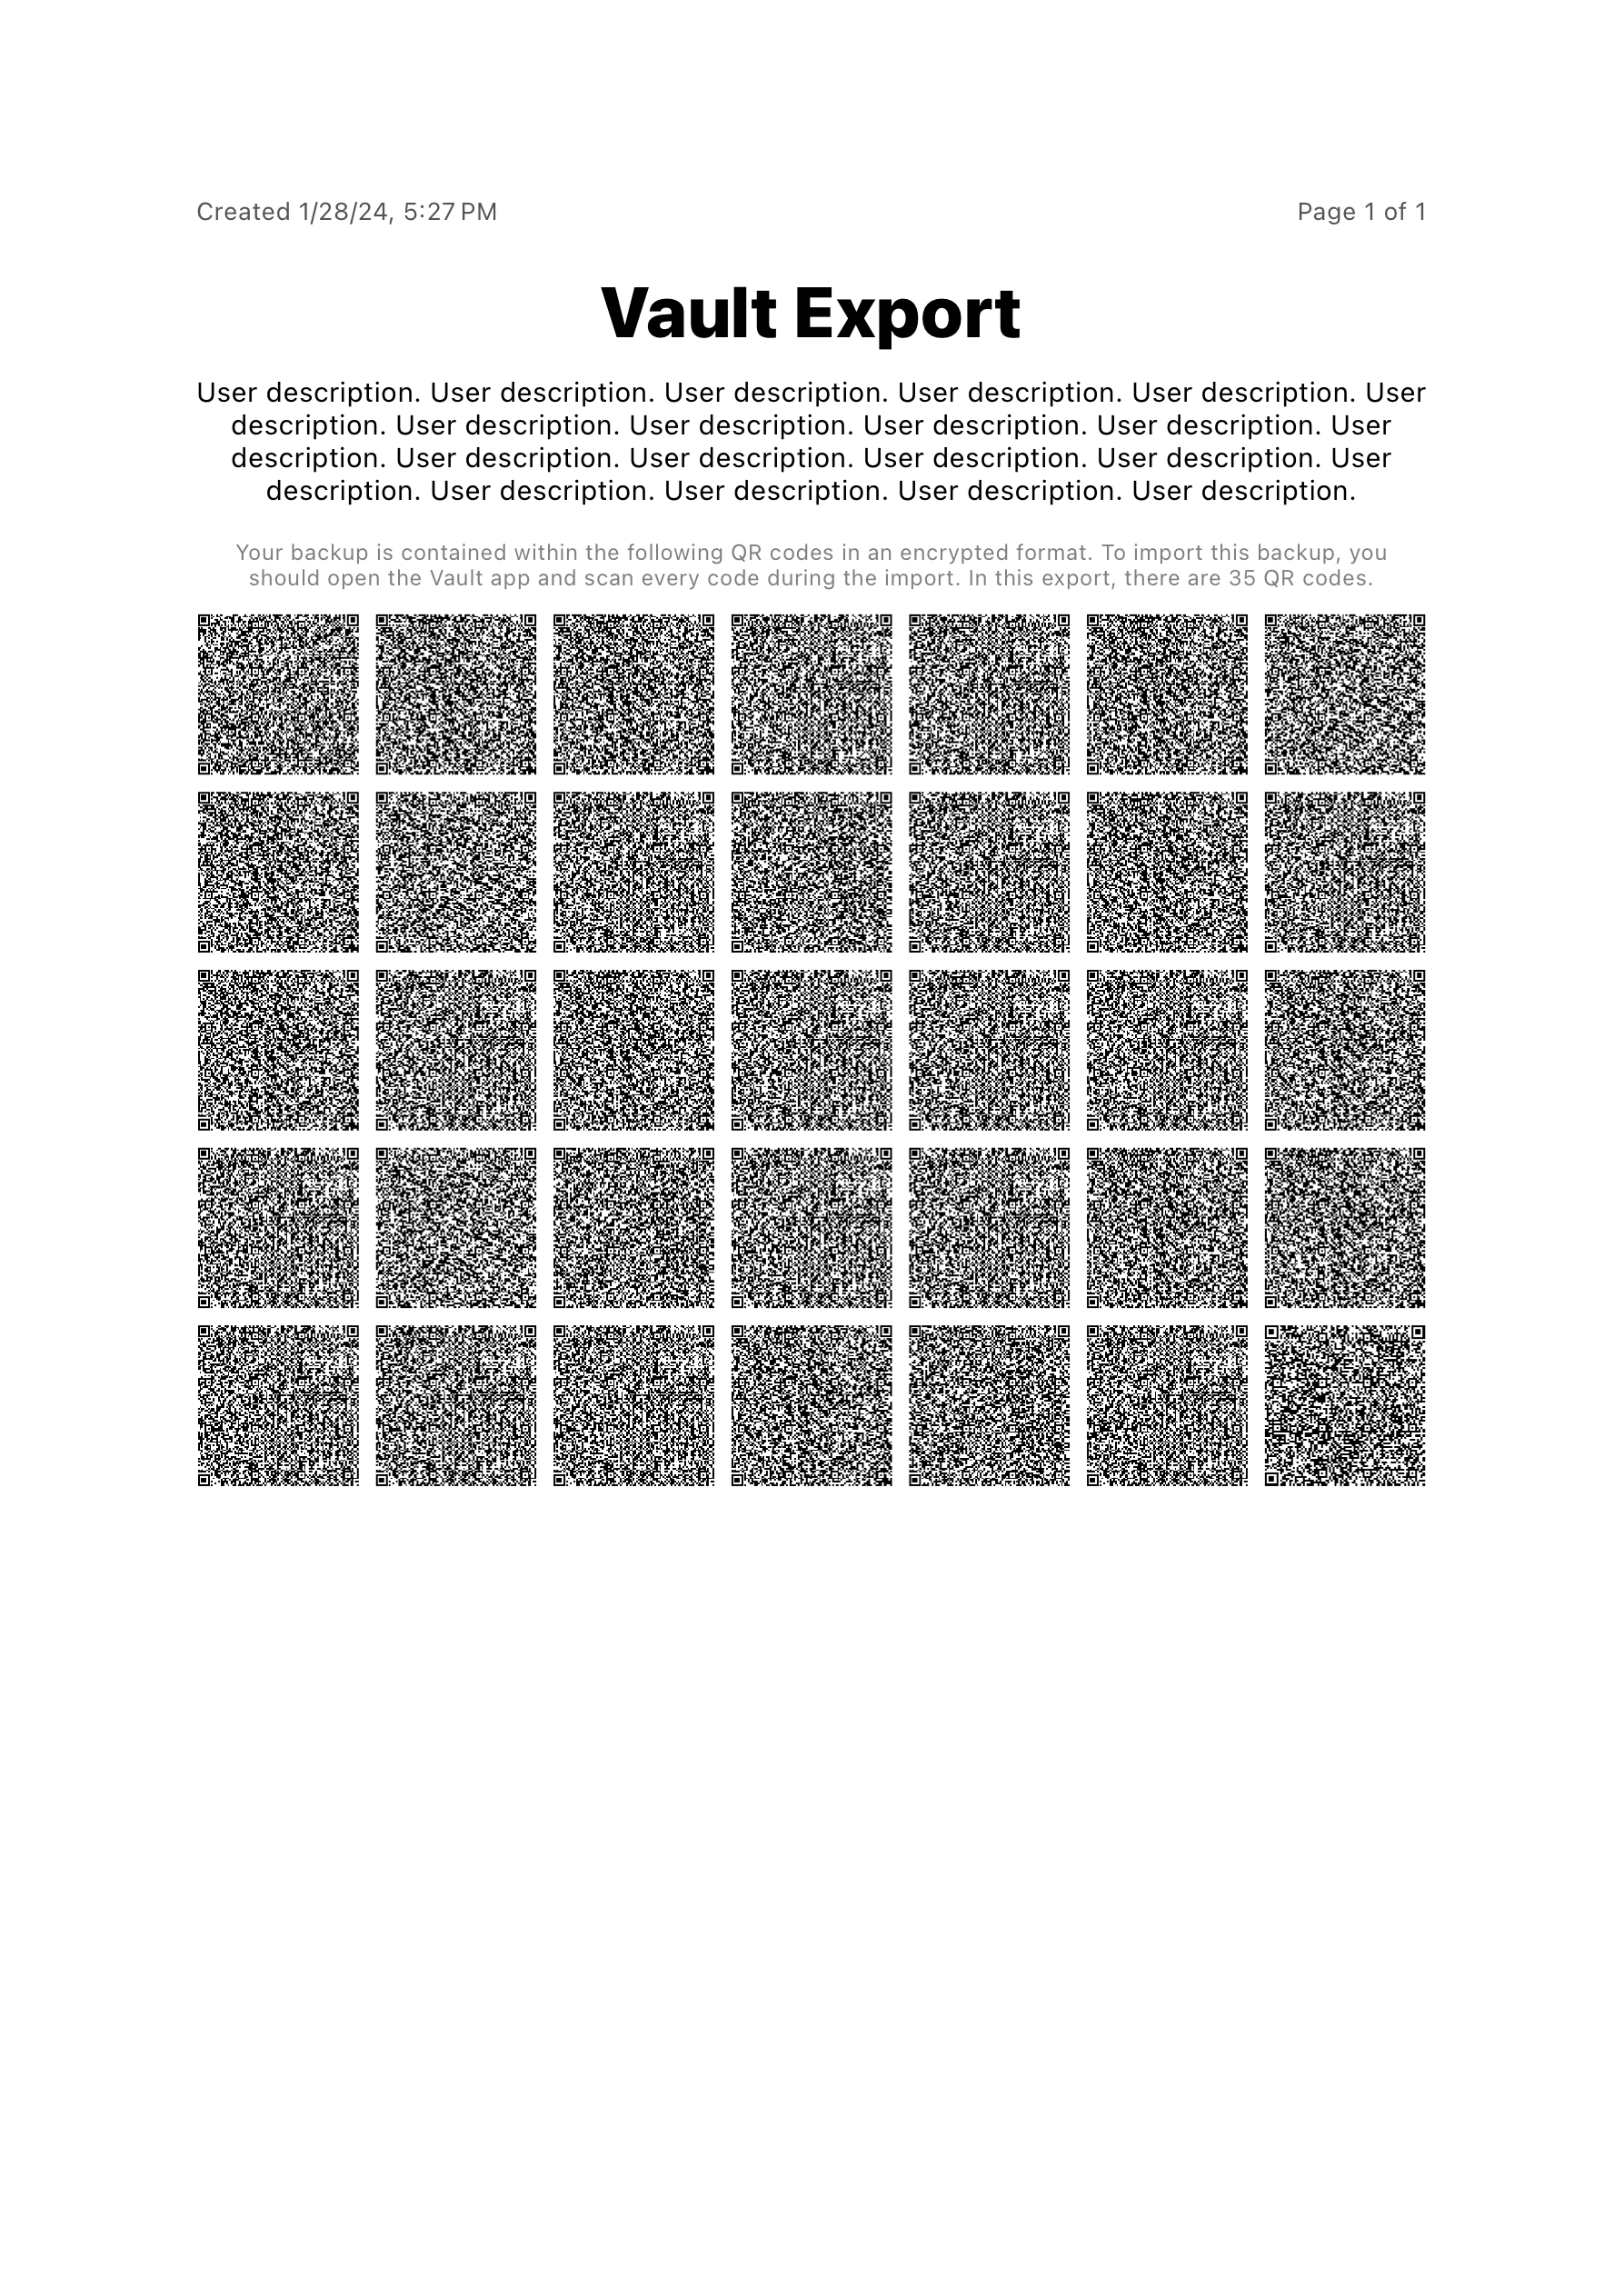 Created 1/28/24, 5:27 PM
Page 1 of 1
Vault Export
User description. User description. User description. User description. User description. User
description. User description. User description. User description. User description. User
description. User description. User description. User description. User description. User
description. User description. User description. User description. User description.
Your backup is contained within the following QR codes in an encrypted format. To import this backup, you
should open the Vault app and scan every code during the import. In this export, there are 35 QR codes.